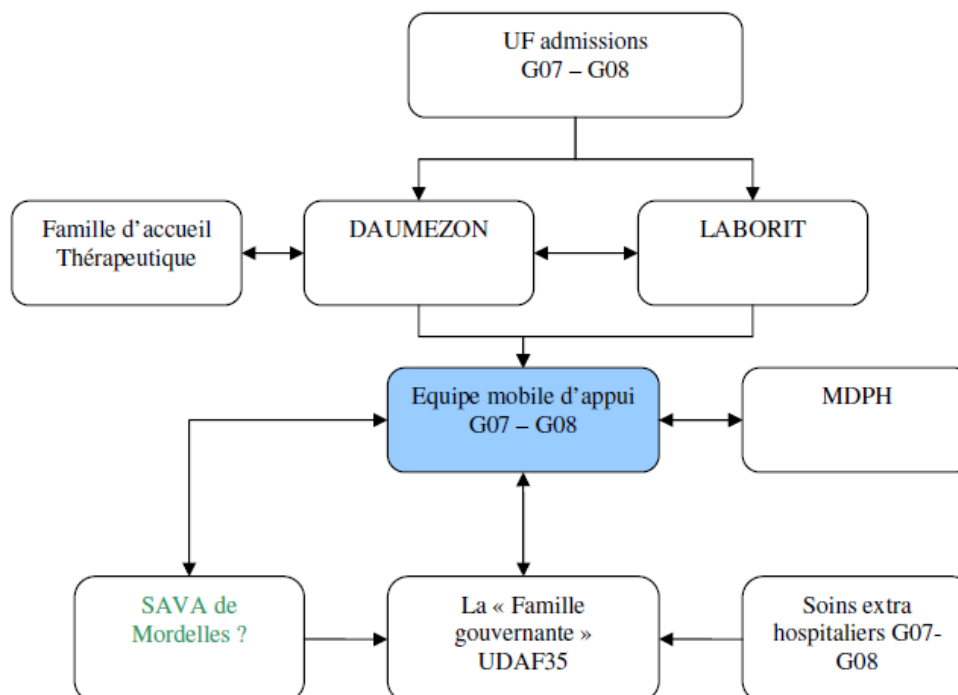 UF admissions
G07 – G08
Famille d’accueil
Thérapeutique
DAUMEZON
LABORIT
Equipe mobile d’appui
G07 – G08
MDPH
SAVA de
Mordelles ?
La « Famille
gouvernante »
UDAF35
Soins extra
hospitaliers G07-
G08